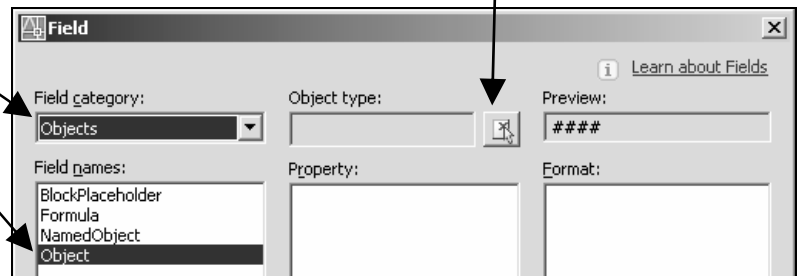 Field
Learn about Fields
Field category: Object type: Preview:
Objects ####
Field names: Property: Format:
BlockPlaceholder
Formula
NamedObject
Object